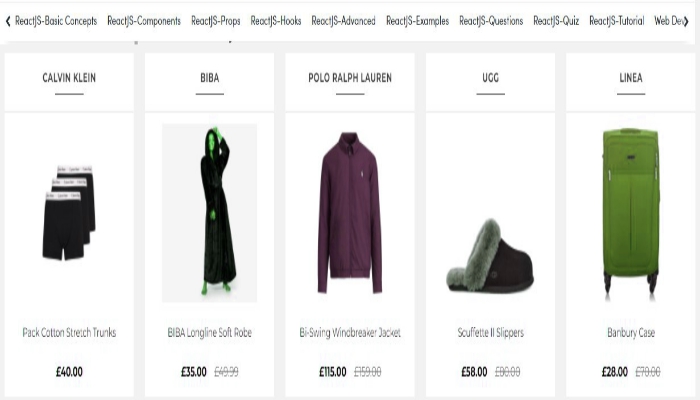 ReactJS-Basic Concepts ReactJS-Components ReactJS-Props ReactJS-Hooks ReactJS-Advanced ReactJS-Examples ReactJS-Questions ReactJS-Quiz ReactJS-Tutorial Web Dev
CALVIN KLEIN
BIBA
POLO RALPH LAUREN
UGG
LINEA
Pack Cotton Stretch Trunks
BIBA Longline Soft Robe
Bi-Swing Windbreaker Jacket
Scuffette II Slippers
Banbury Case
£40.00
£35.00 £49.99
£115.00 £159.00
£58.00 £80.00
£28.00 £70.00